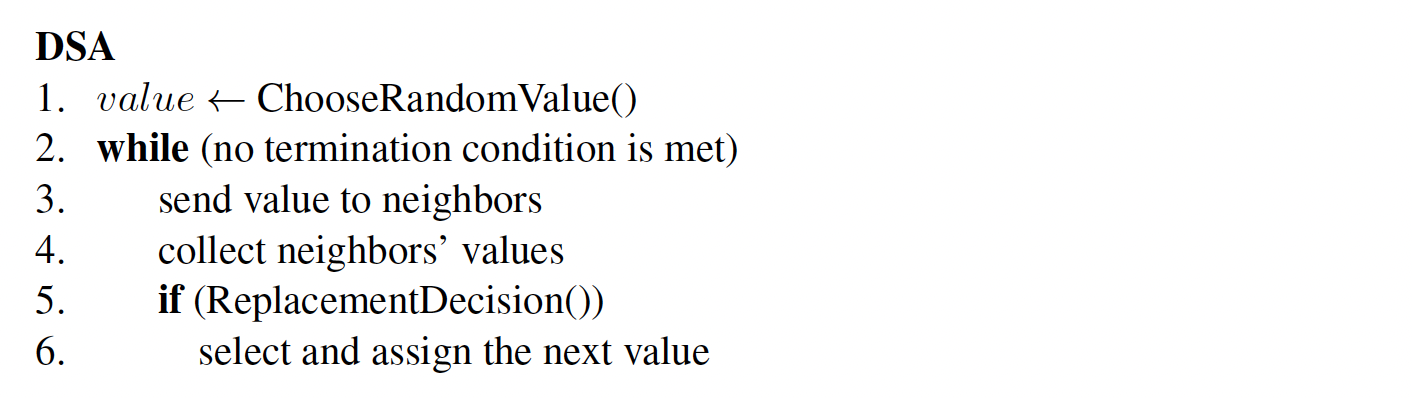 DSA
1. value ← ChooseRandomValue()
2. while (no termination condition is met)
3. send value to neighbors
4. collect neighbors’ values
5. if (ReplacementDecision())
6. select and assign the next value